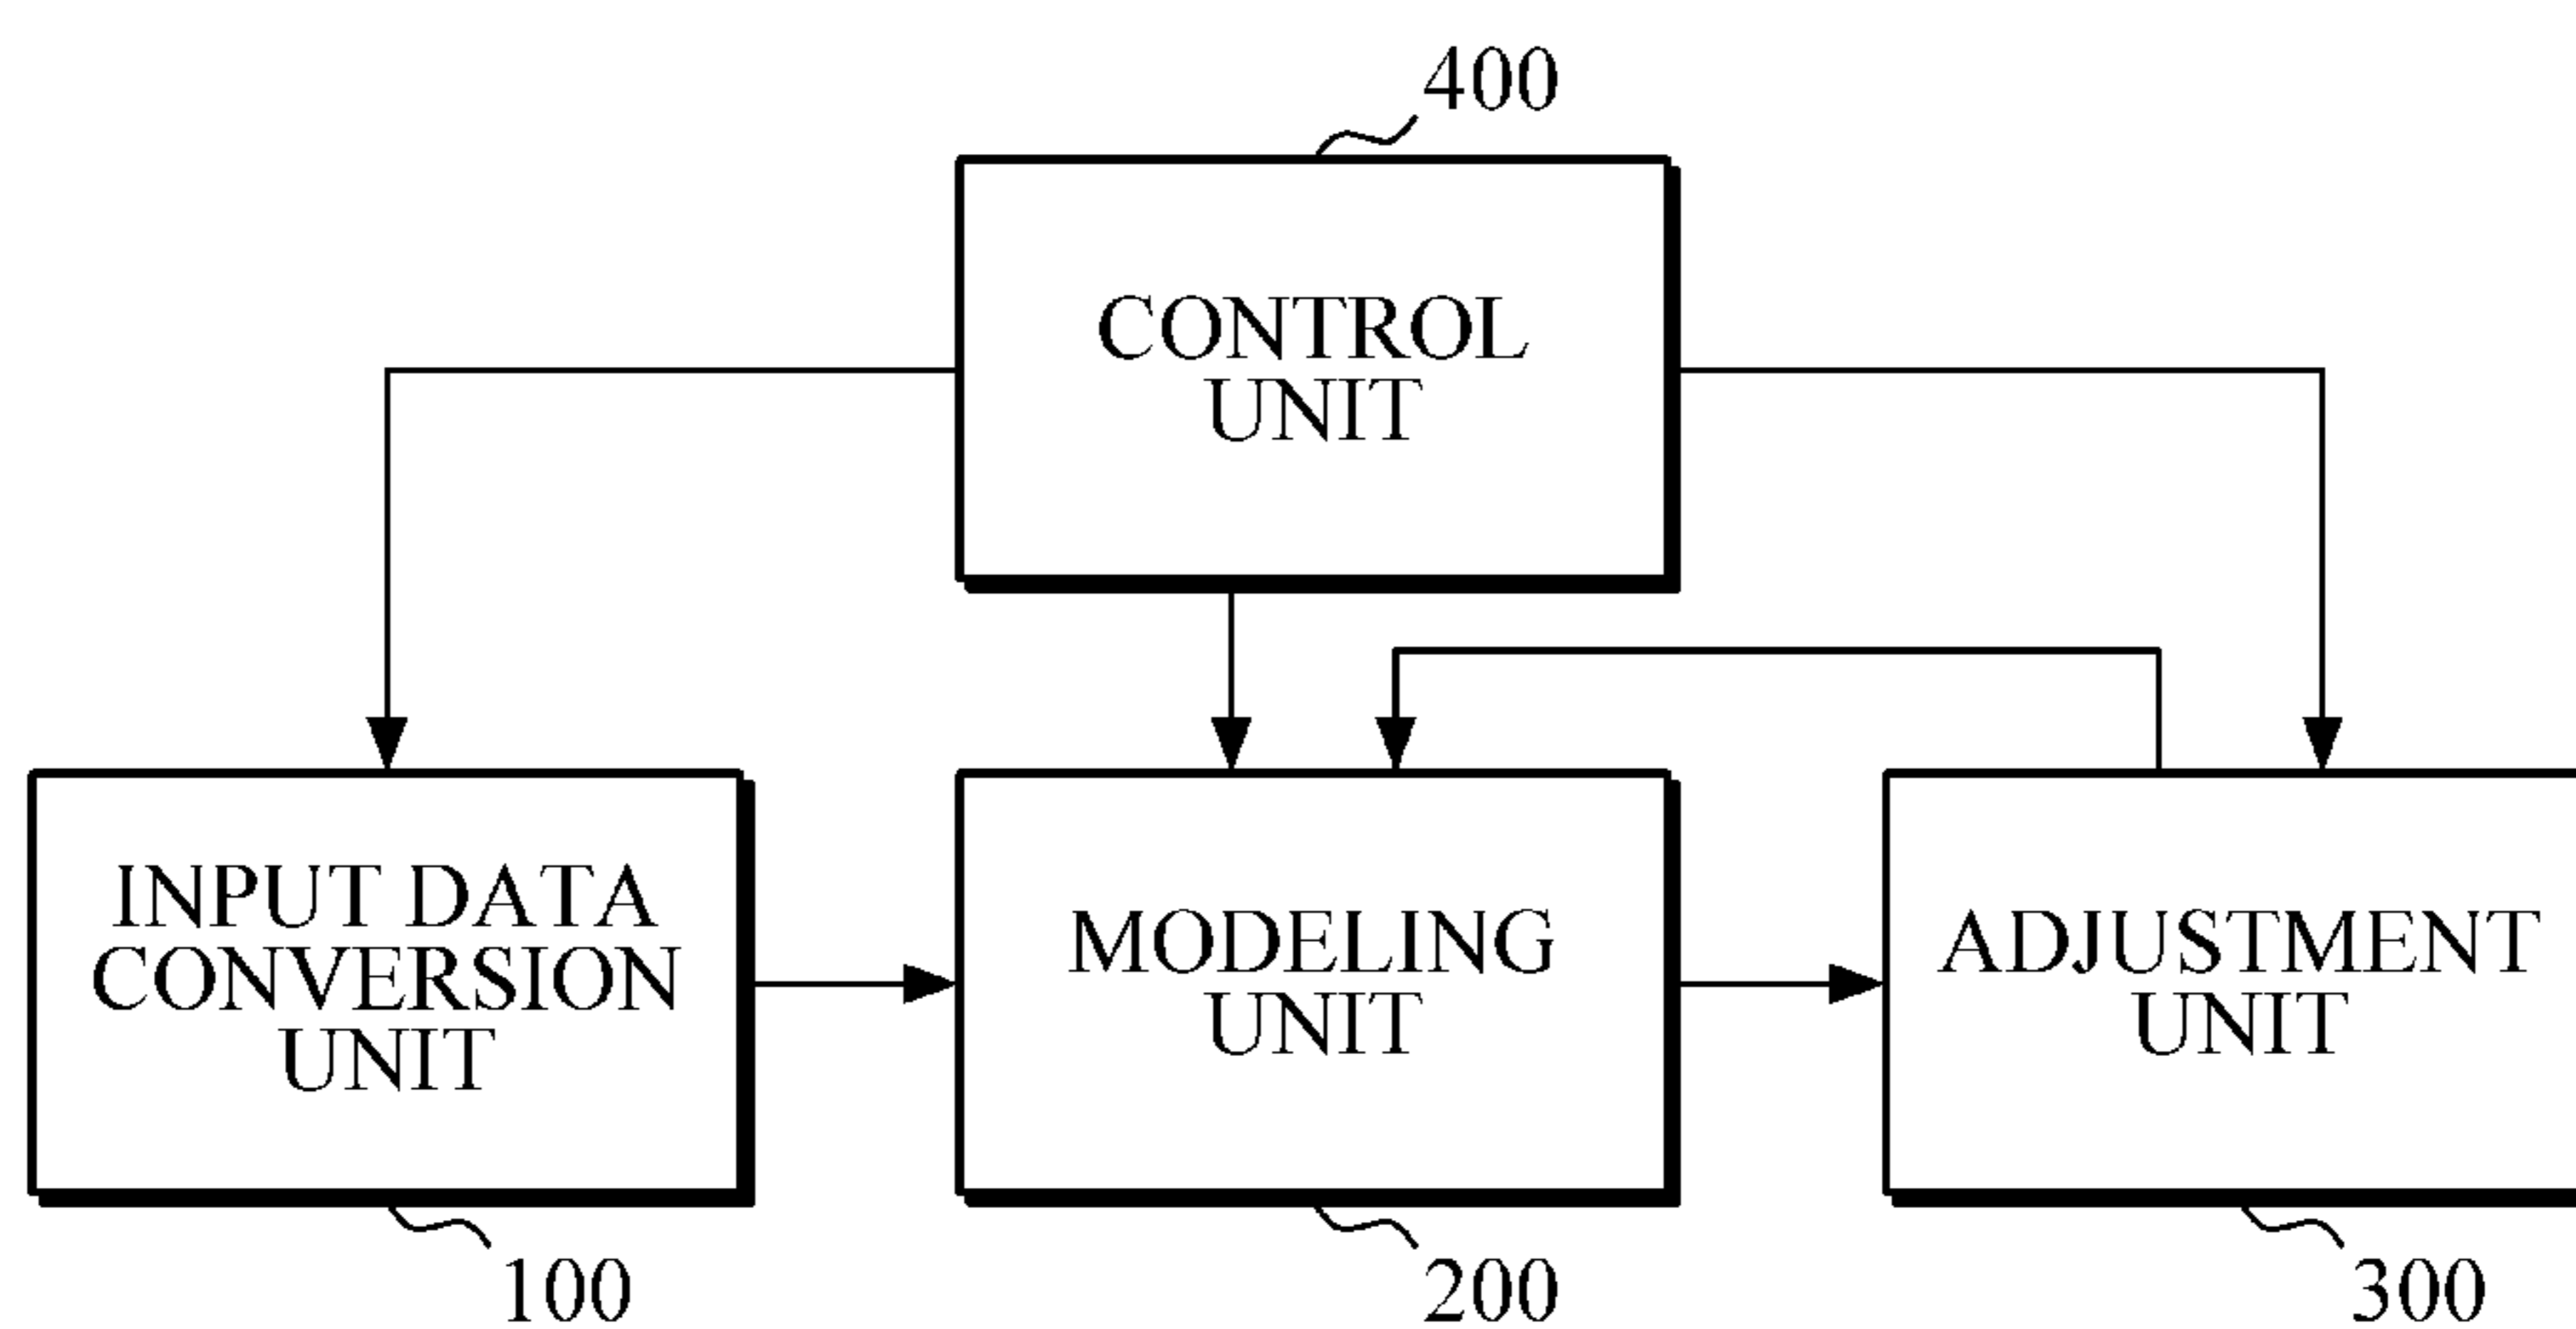 400
CONTROL
UNIT
INPUT DATA
CONVERSION
UNIT
MODELING
UNIT
ADJUSTMENT
UNIT
100
200
300